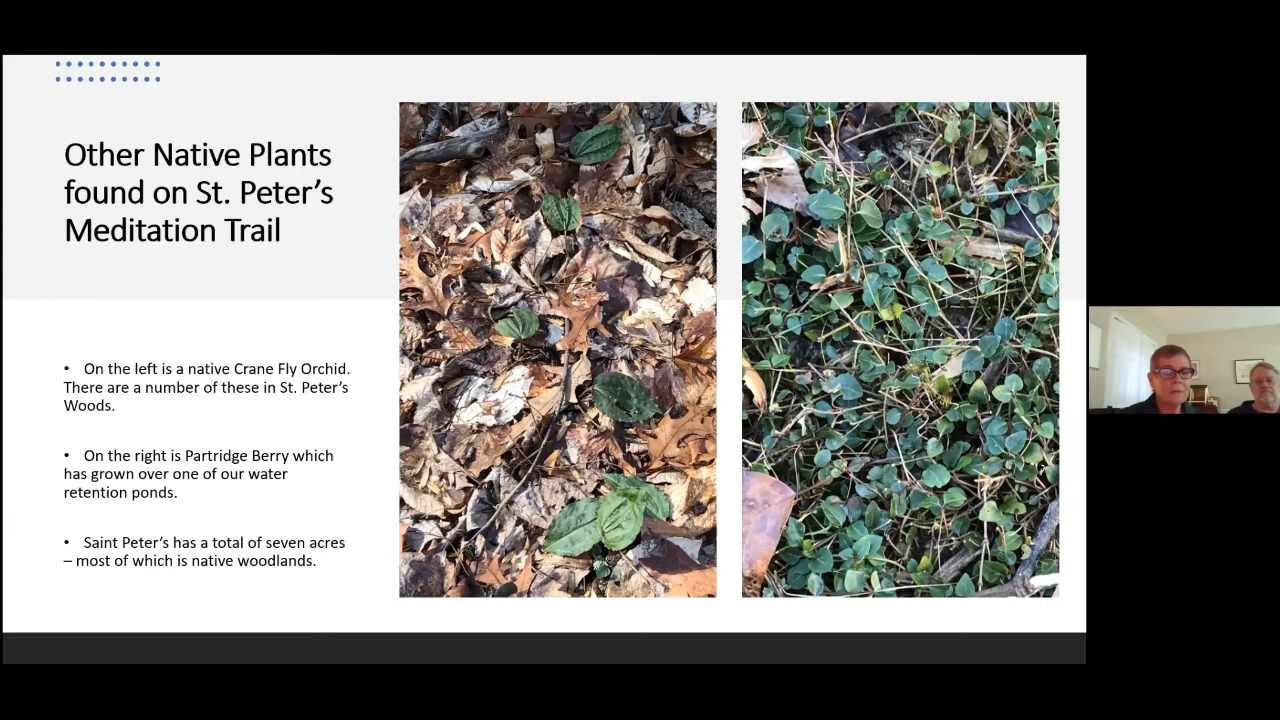 Other Native Plants
found on St. Peter’s
Meditation Trail
• On the left is a native Crane Fly Orchid.
There are a number of these in St. Peter’s
Woods.
• On the right is Partridge Berry which
has grown over one of our water
retention ponds.
• Saint Peter’s has a total of seven acres
– most of which is native woodlands.